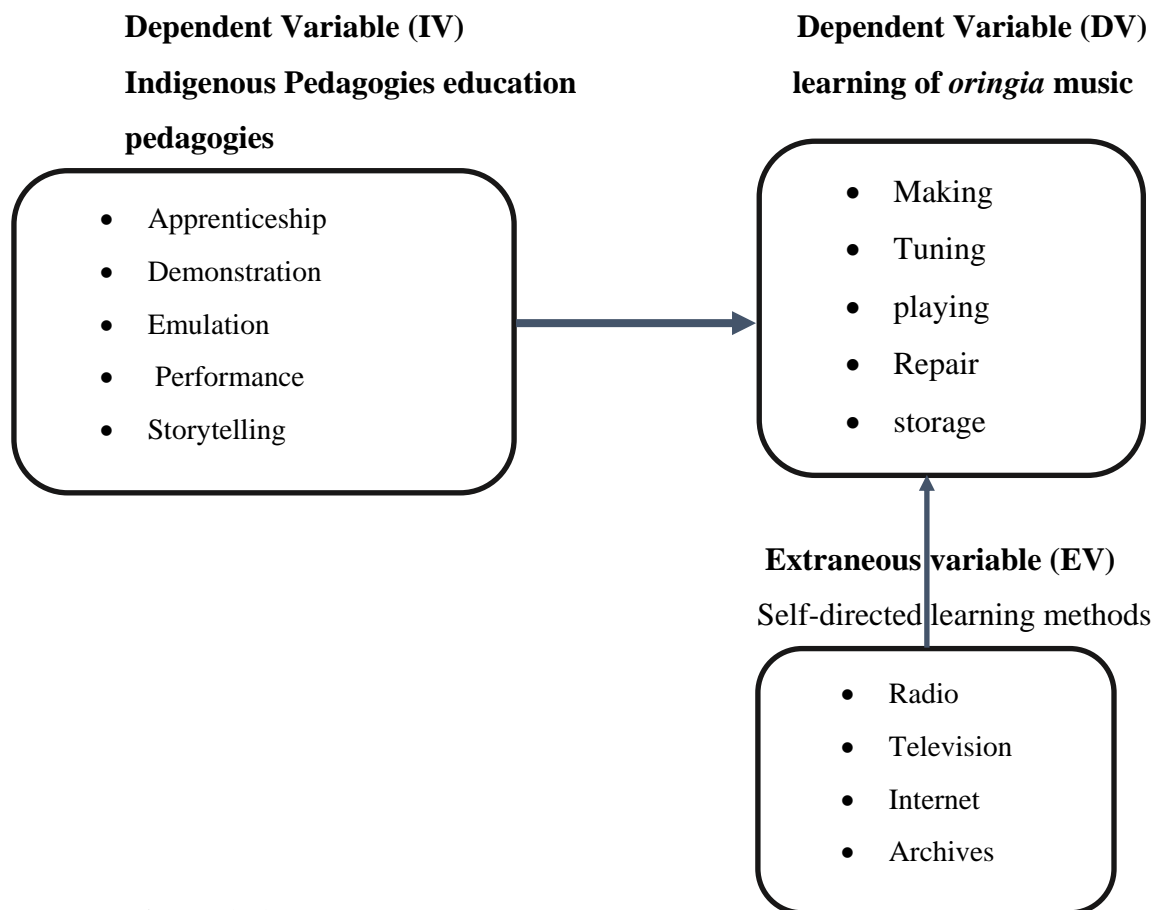 Dependent Variable (IV)
Indigenous Pedagogies education
pedagogies
• Apprenticeship
• Demonstration
• Emulation
• Performance
• Storytelling
Dependent Variable (DV)
learning of oringia music
• Making
• Tuning
• playing
• Repair
• storage
Extraneous variable (EV)
Self-directed learning methods
• Radio
• Television
• Internet
• Archives